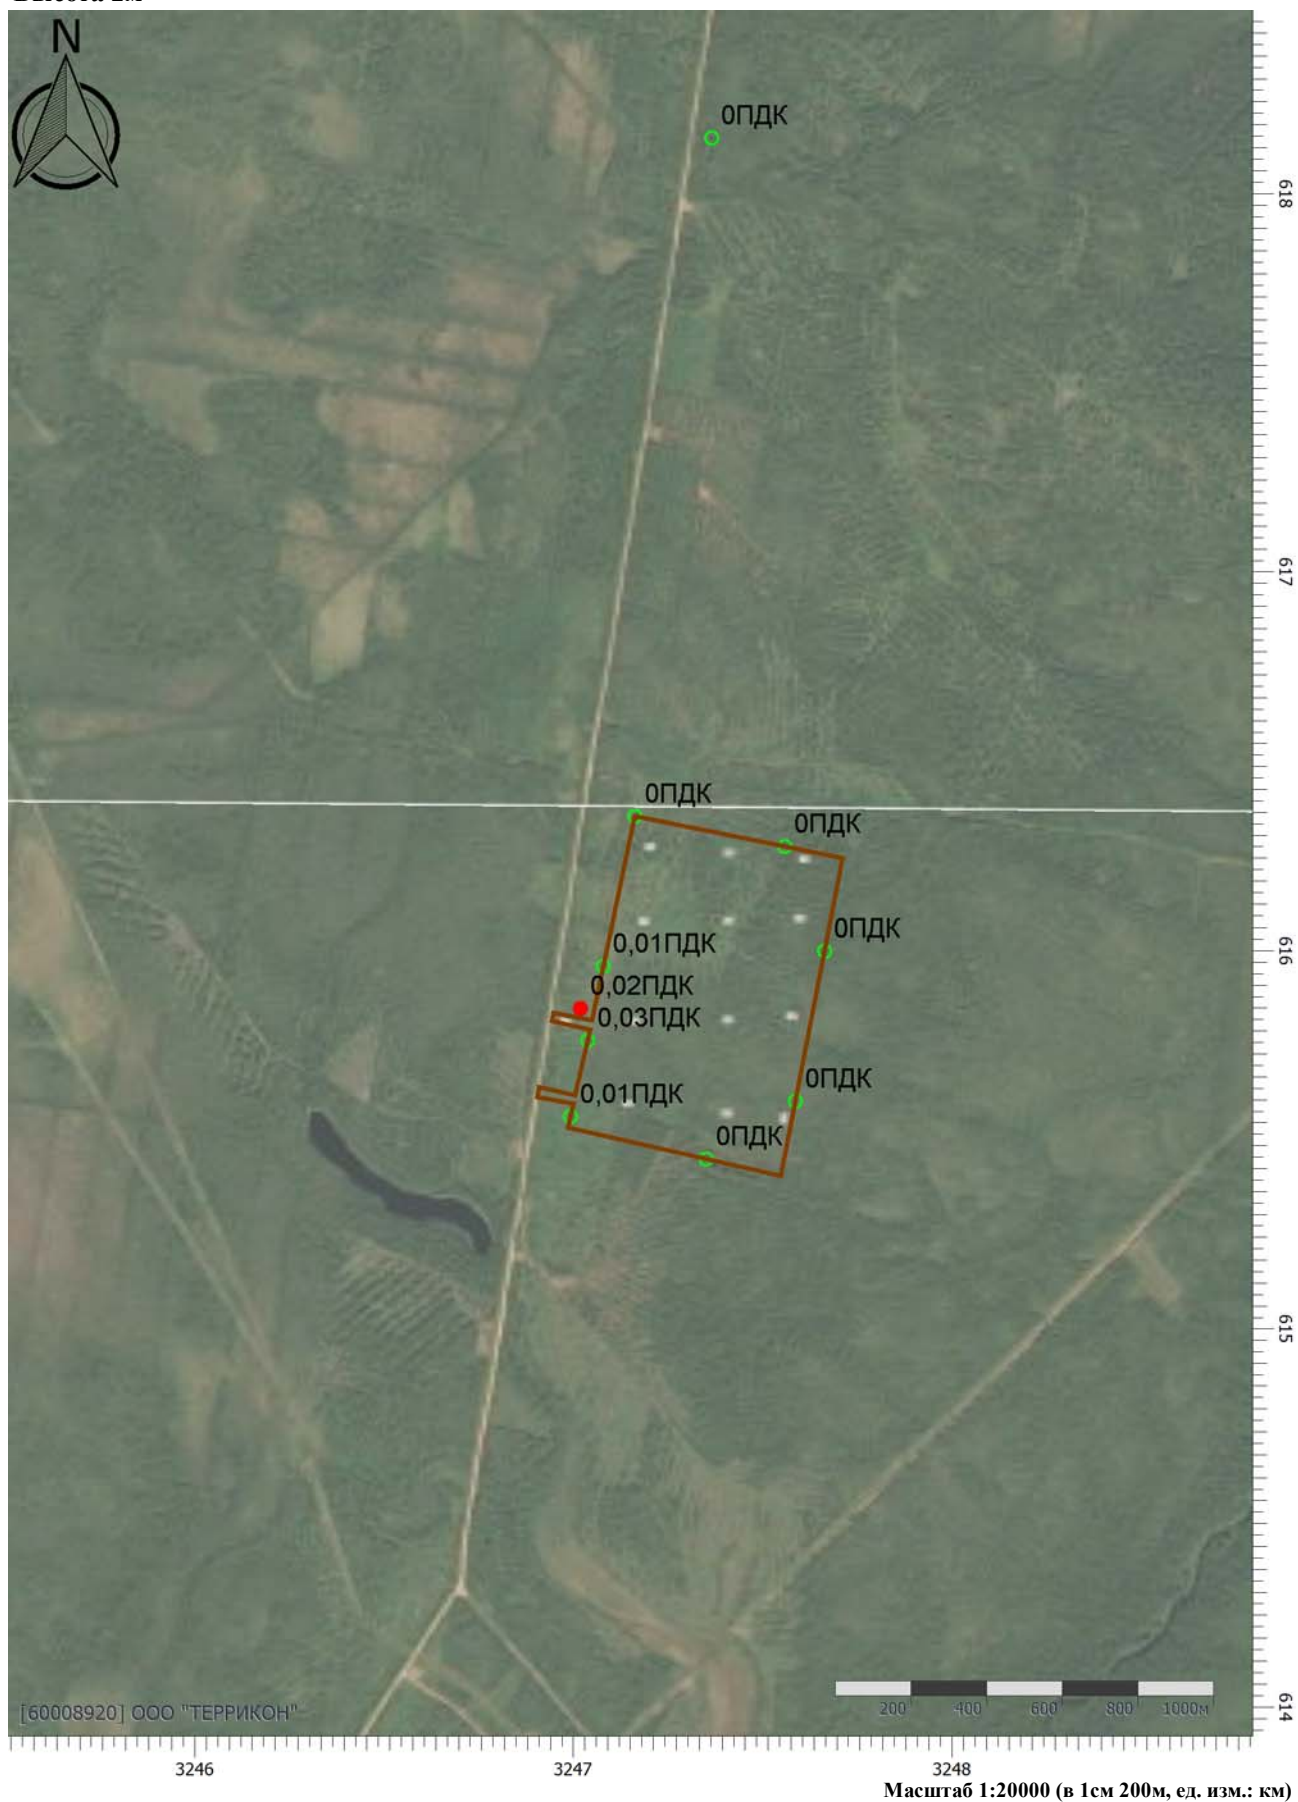 N
0ПДК
618
617
0ПДК
0ПДК
0,01ПДК
0ПДК
616
0,02ПДК
0,03ПДК
0,01ПДК
0ПДК
0ПДК
615
[60008920] ООО "ТЕРРИКОН"
200 400 600 800 1000м
614
3246 3247 3248
Масштаб 1:20000 (в 1см 200м, ед. изм.: км)